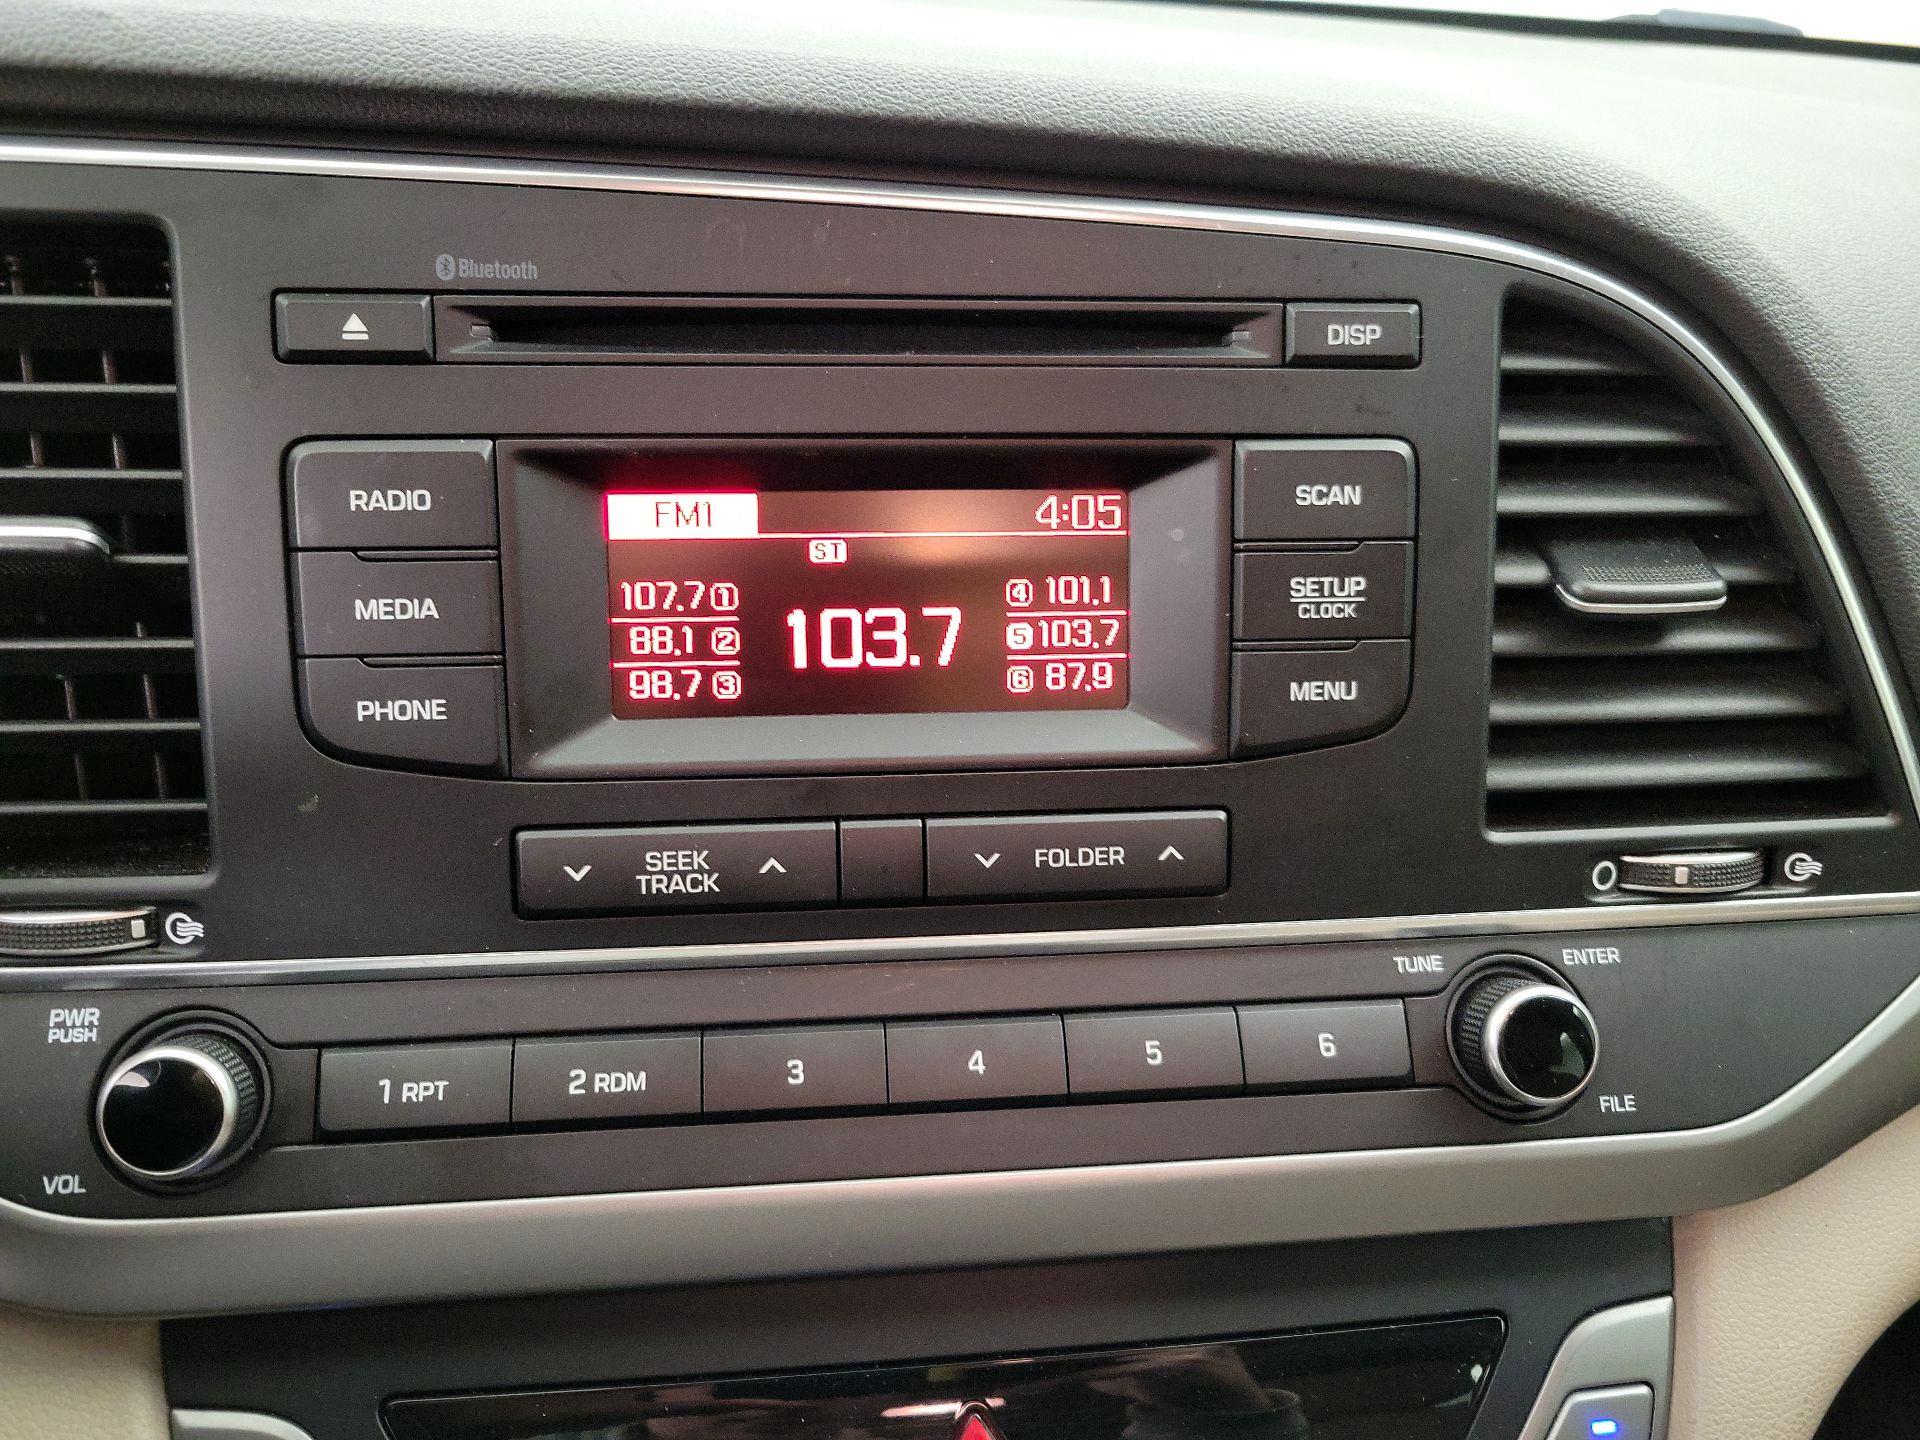 Bluetooth
DISP
RADIO
MEDIA
PHONE
FM1 4:05
ST
107.7 1
88.1 2
98.7 3
103.7
4 101.1
5 103.7
6 87.9
SCAN
SETUP
CLOCK
MENU
SEEK
TRACK
FOLDER
PWR
PUSH
VOL
1 RPT
2 RDM
3
4
5
6
TUNE
ENTER
FILE